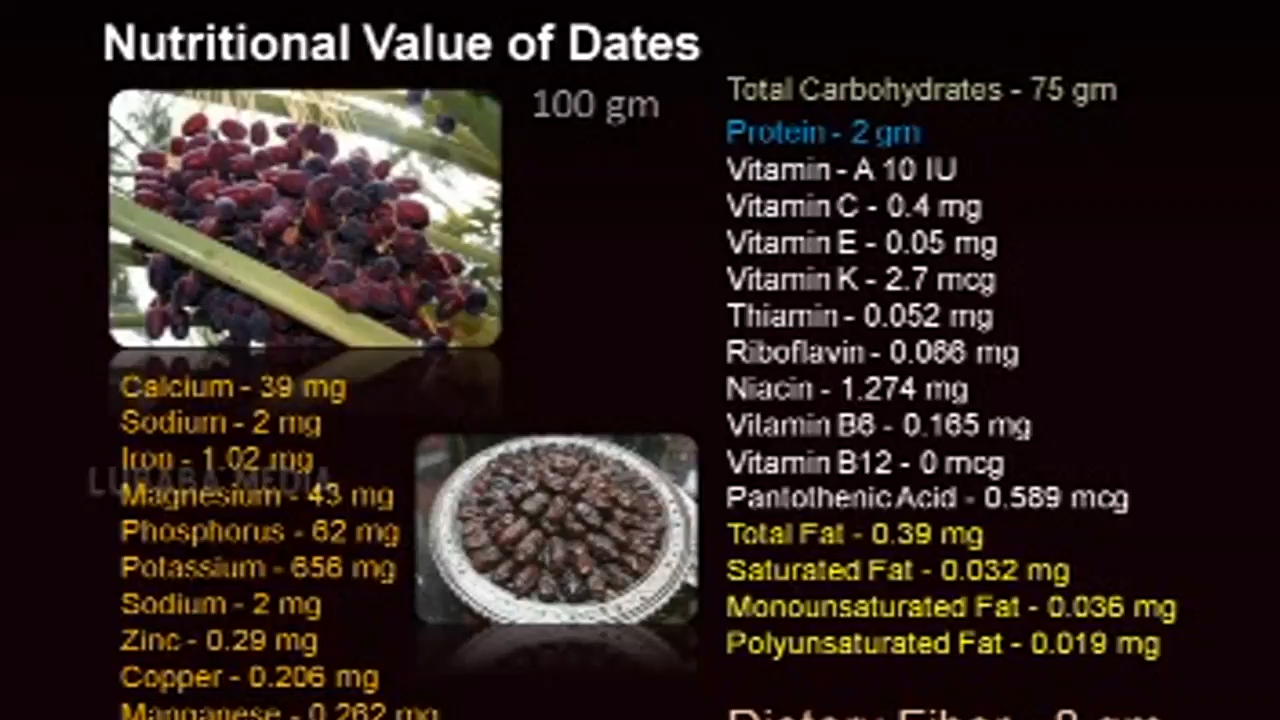 Nutritional Value of Dates
100 gm
Calcium - 39 mg
Sodium - 2 mg
Iron - 1.02 mg
Magnesium - 43 mg
Phosphorus - 62 mg
Potassium - 656 mg
Sodium - 2 mg
Zinc - 0.29 mg
Copper - 0.206 mg
Manganese - 0.262 mg
Total Carbohydrates - 75 gm
Protein - 2 gm
Vitamin - A 10 IU
Vitamin C - 0.4 mg
Vitamin E - 0.05 mg
Vitamin K - 2.7 mcg
Thiamin - 0.052 mg
Riboflavin - 0.066 mg
Niacin - 1.274 mg
Vitamin B6 - 0.165 mg
Vitamin B12 - 0 mcg
Pantothenic Acid - 0.589 mcg
Total Fat - 0.39 mg
Saturated Fat - 0.032 mg
Monounsaturated Fat - 0.036 mg
Polyunsaturated Fat - 0.019 mg
Dietary Fiber - gm